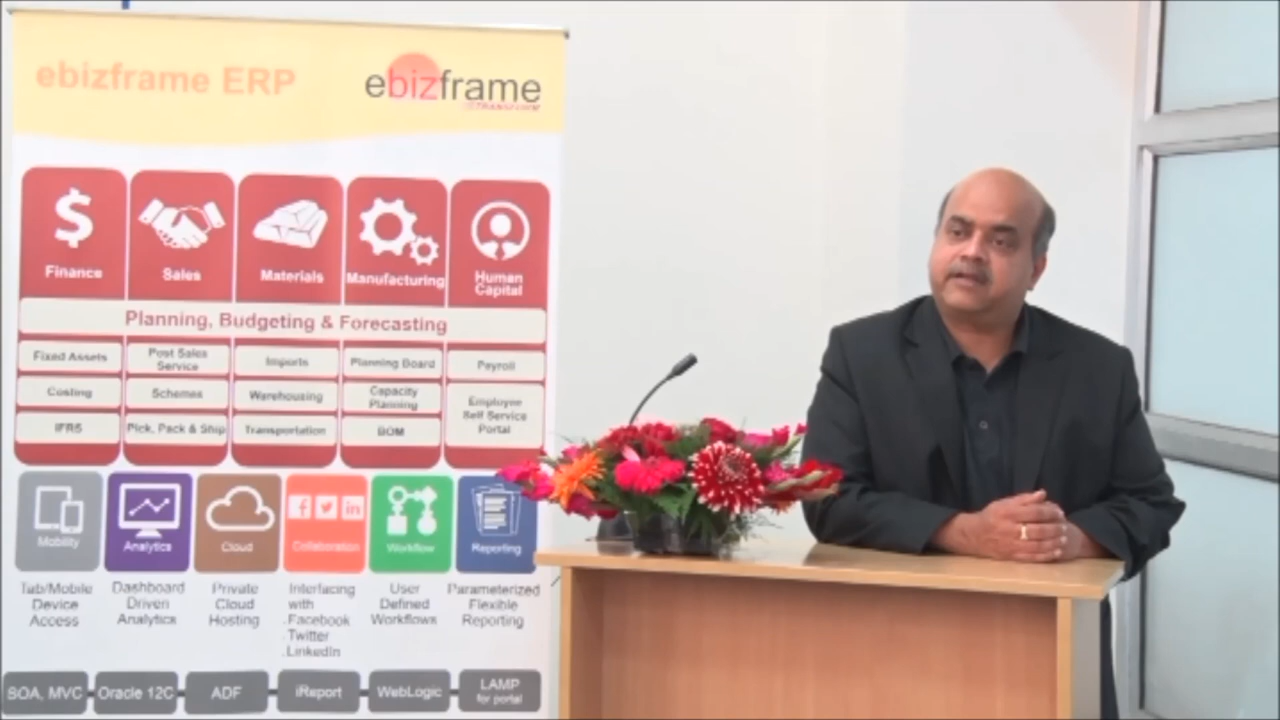 ebizframe ERP
ebizframe
TRANSFORM
Finance
Sales
Materials
Manufacturing
Human
Capital
Planning, Budgeting & Forecasting
Fixed Assets
Post Sales
Service
Imports
Planning Board
Payroll
Costing
Schemes
Warehousing
Capacity
Planning
Employee
Self Service
Portal
IFRS
Pick, Pack & Ship
Transportation
BOM
Mobility
Analytics
Cloud
Collaboration
Workflow
Reporting
Tab/Mobile
Device
Access
Dashboard
Driven
Analytics
Private
Cloud
Hosting
Interfacing
with
.Facebook
.Twitter
.LinkedIn
User
Defined
Workflows
Parameterized
Flexible
Reporting
SOA, MVC
Oracle 12C
ADF
iReport
WebLogic
LAMP
for portal